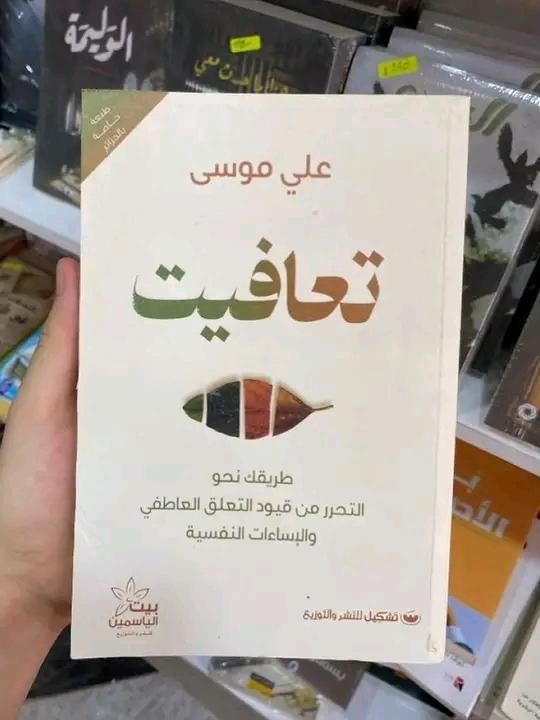 الوليمة
1250
طبعة
خاصة
بالجزائر
علي موسى
تعافيت
طريقك نحو
التحرر من قيود التعلق العاطفي
والإساءات النفسية
بيت
الياسمين
للنشر والتوزيع
تشكيل للنشر والتوزيع